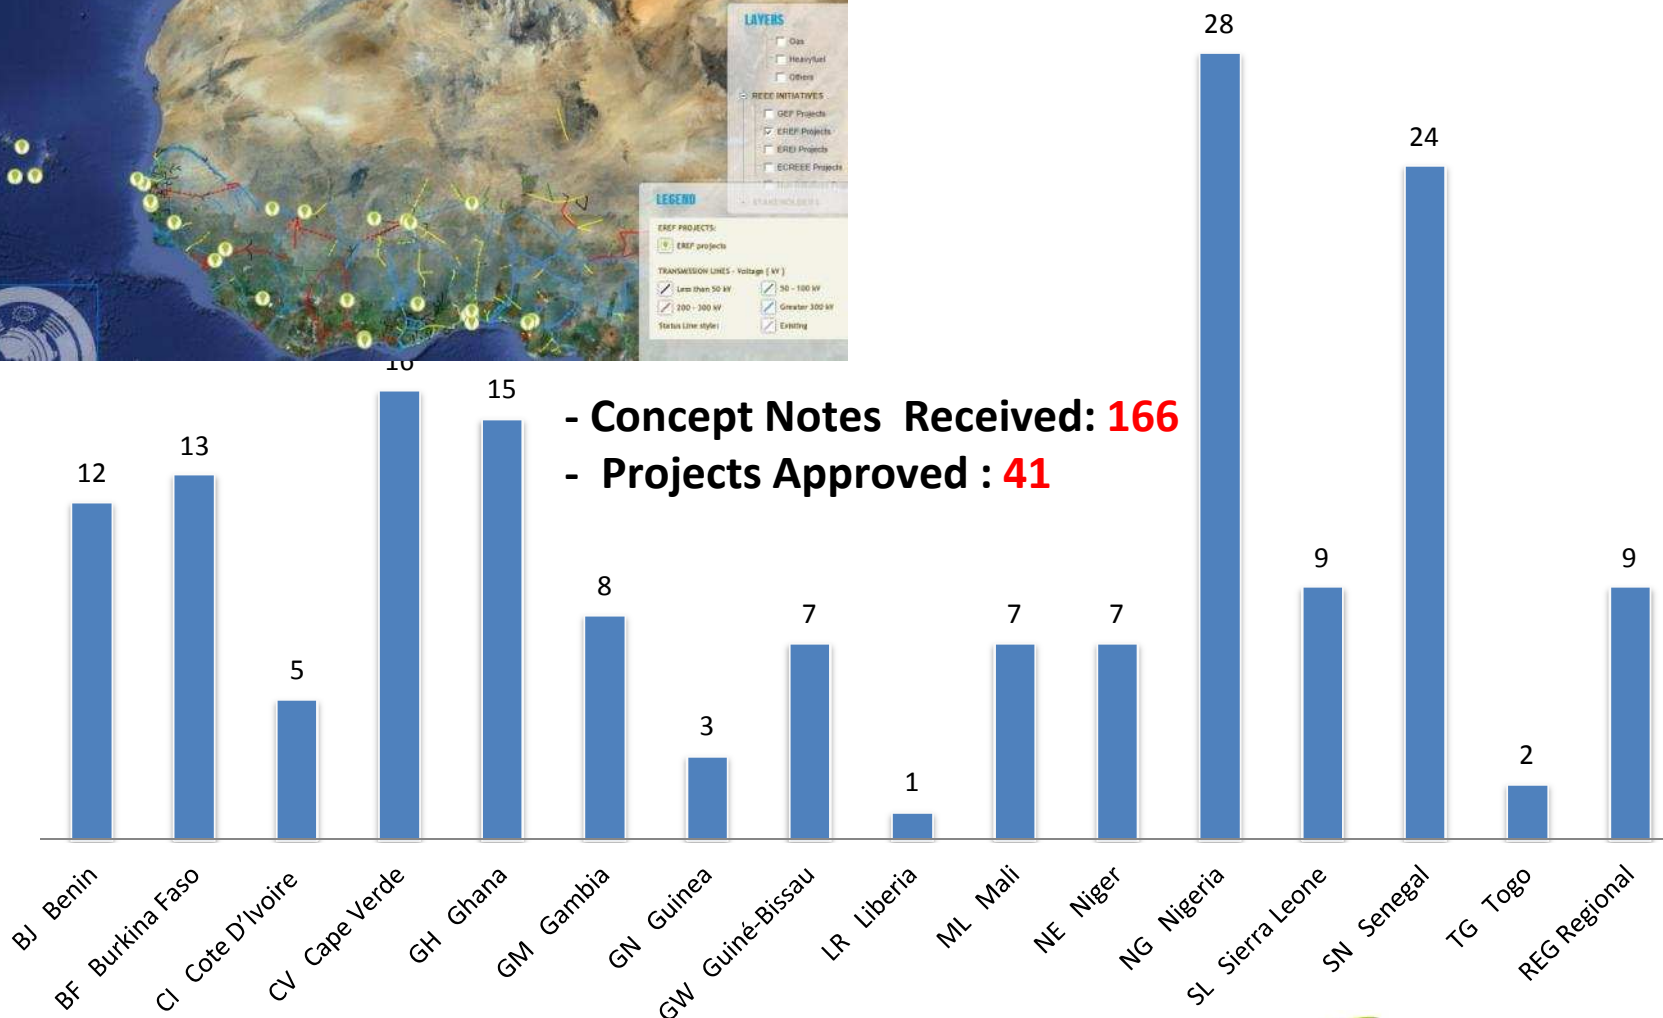 LAYERS
Gas
Heavyfuel
Others
REEE INITIATIVES
GEF Projects
EREF Projects
EREI Projects
ECREEE Projects
STAKEHOLDERS
LEGEND
EREF PROJECTS:
EREF projects
TRANSMISSION LINES - Voltage ( kV )
Less than 50 kV
50 - 100 kV
200 - 300 kV
Greater 300 kV
Status Line style:
Existing
- Concept Notes Received: 166
- Projects Approved : 41
12
13
5
16
15
8
3
7
1
7
7
28
9
24
2
9
BJ Benin
BF Burkina Faso
CI Cote D’Ivoire
CV Cape Verde
GH Ghana
GM Gambia
GN Guinea
GW Guiné-Bissau
LR Liberia
ML Mali
NE Niger
NG Nigeria
SL Sierra Leone
SN Senegal
TG Togo
REG Regional